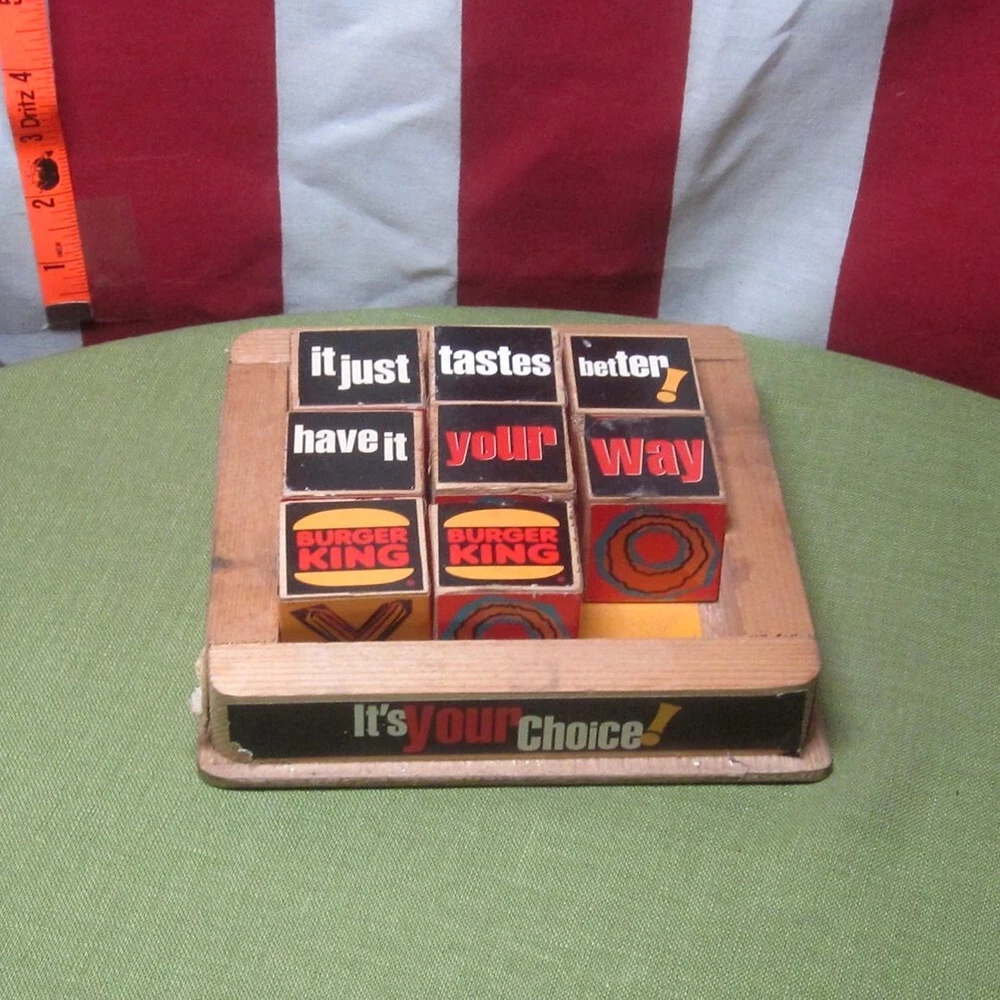 5
3 Dritz 4
2
1
it just tastes better!
have it your way
BURGER KING BURGER KING
It's your Choice!